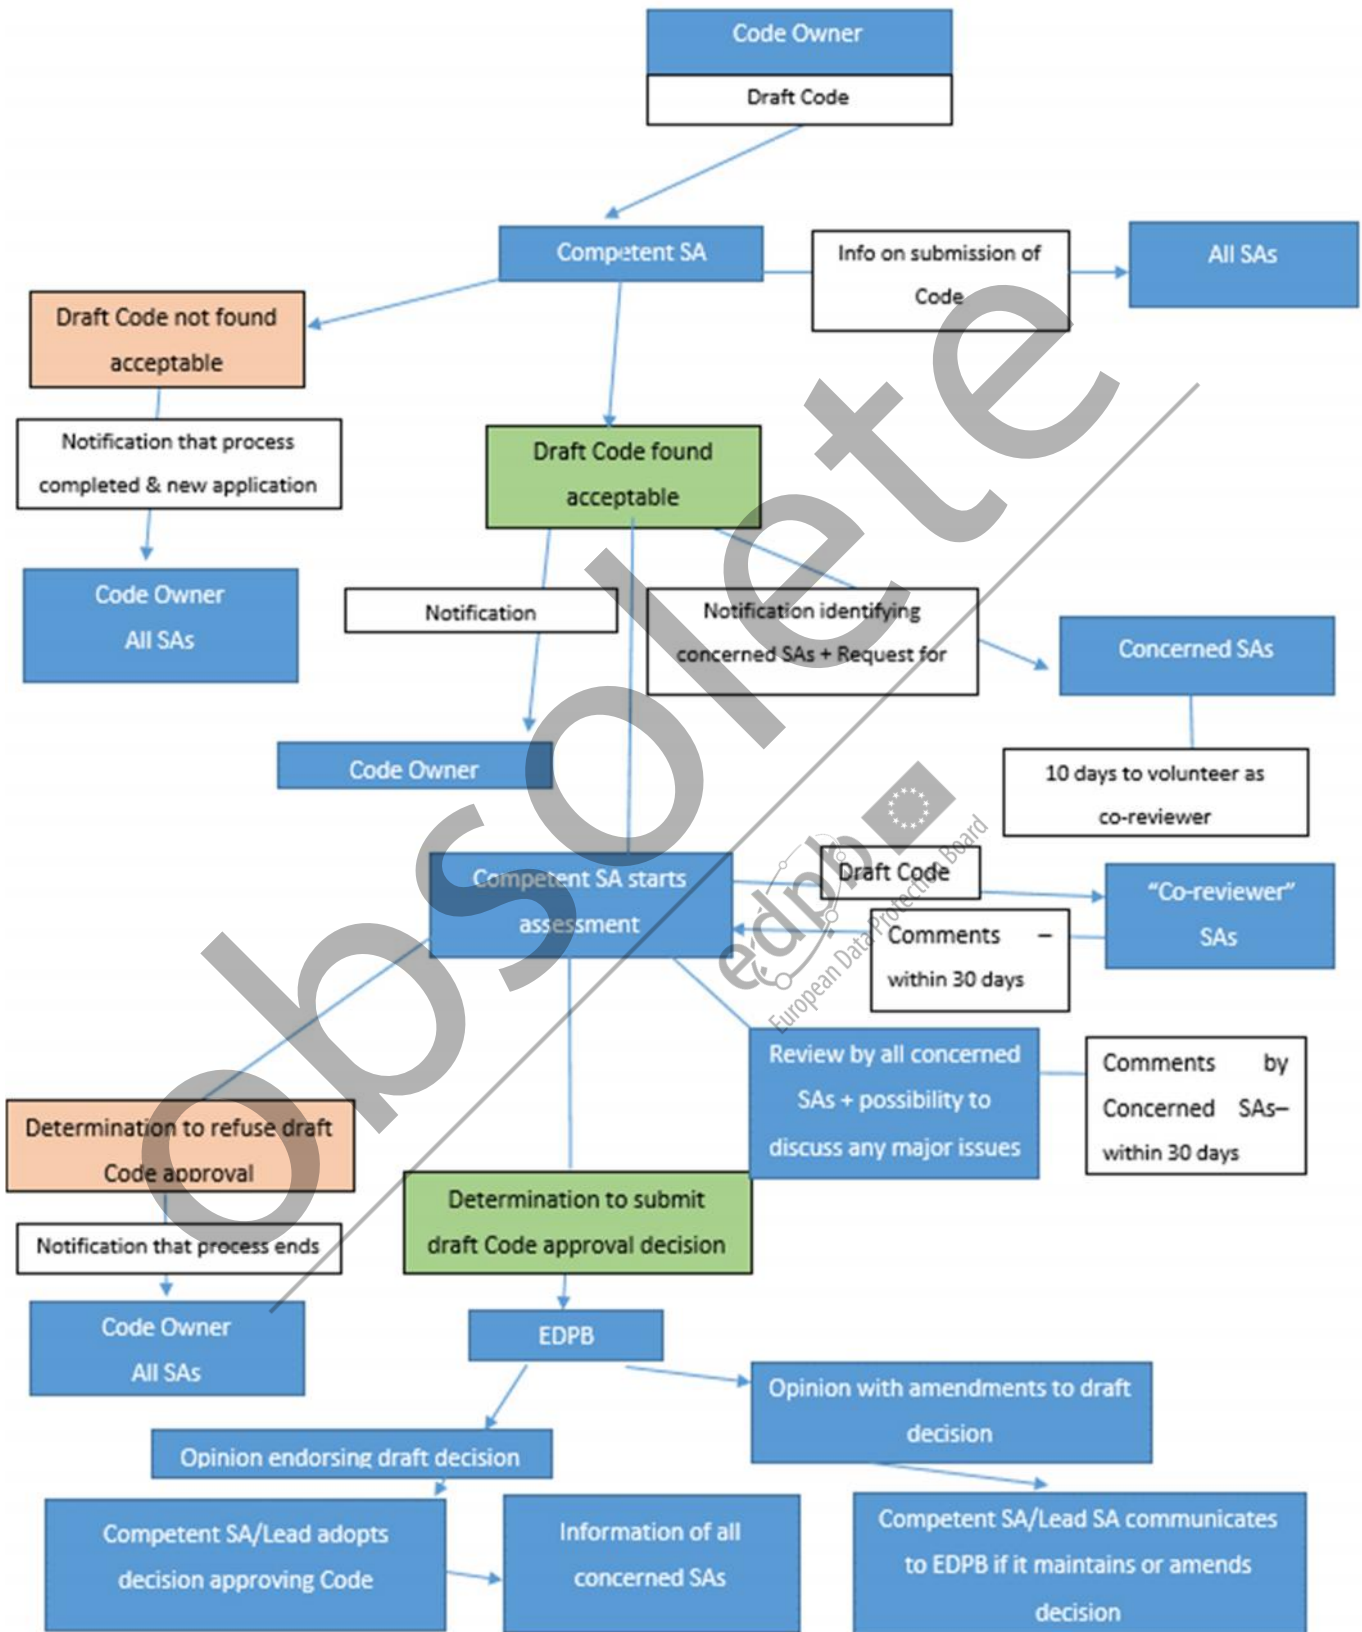 Code Owner
Draft Code
Competent SA
Info on submission of
Code
All SAs
Draft Code not found
acceptable
Notification that process
completed & new application
Code Owner
All SAs
Draft Code found
acceptable
Notification
Notification identifying
concerned SAs + Request for
Concerned SAs
Code Owner
10 days to volunteer as
co-reviewer
Competent SA starts
assessment
Draft Code
"Co-reviewer"
SAs
Comments –
within 30 days
Review by all concerned
SAs + possibility to
discuss any major issues
Comments by
Concerned SAs–
within 30 days
Determination to refuse draft
Code approval
Notification that process ends
Code Owner
All SAs
Determination to submit
draft Code approval decision
EDPB
Opinion with amendments to draft
decision
Opinion endorsing draft decision
Competent SA/Lead adopts
decision approving Code
Information of all
concerned SAs
Competent SA/Lead SA communicates
to EDPB if it maintains or amends
decision
obsolete
edpb
European Data Protection Board